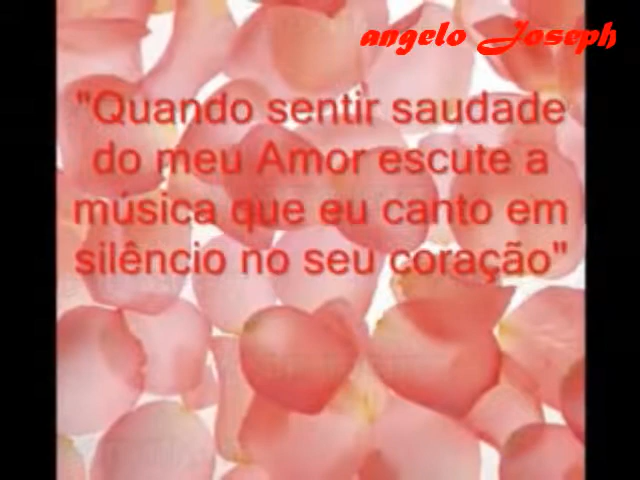 angelo Joseph
"Quando sentir saudade
do meu Amor escute a
música que eu canto em
silêncio no seu coração"